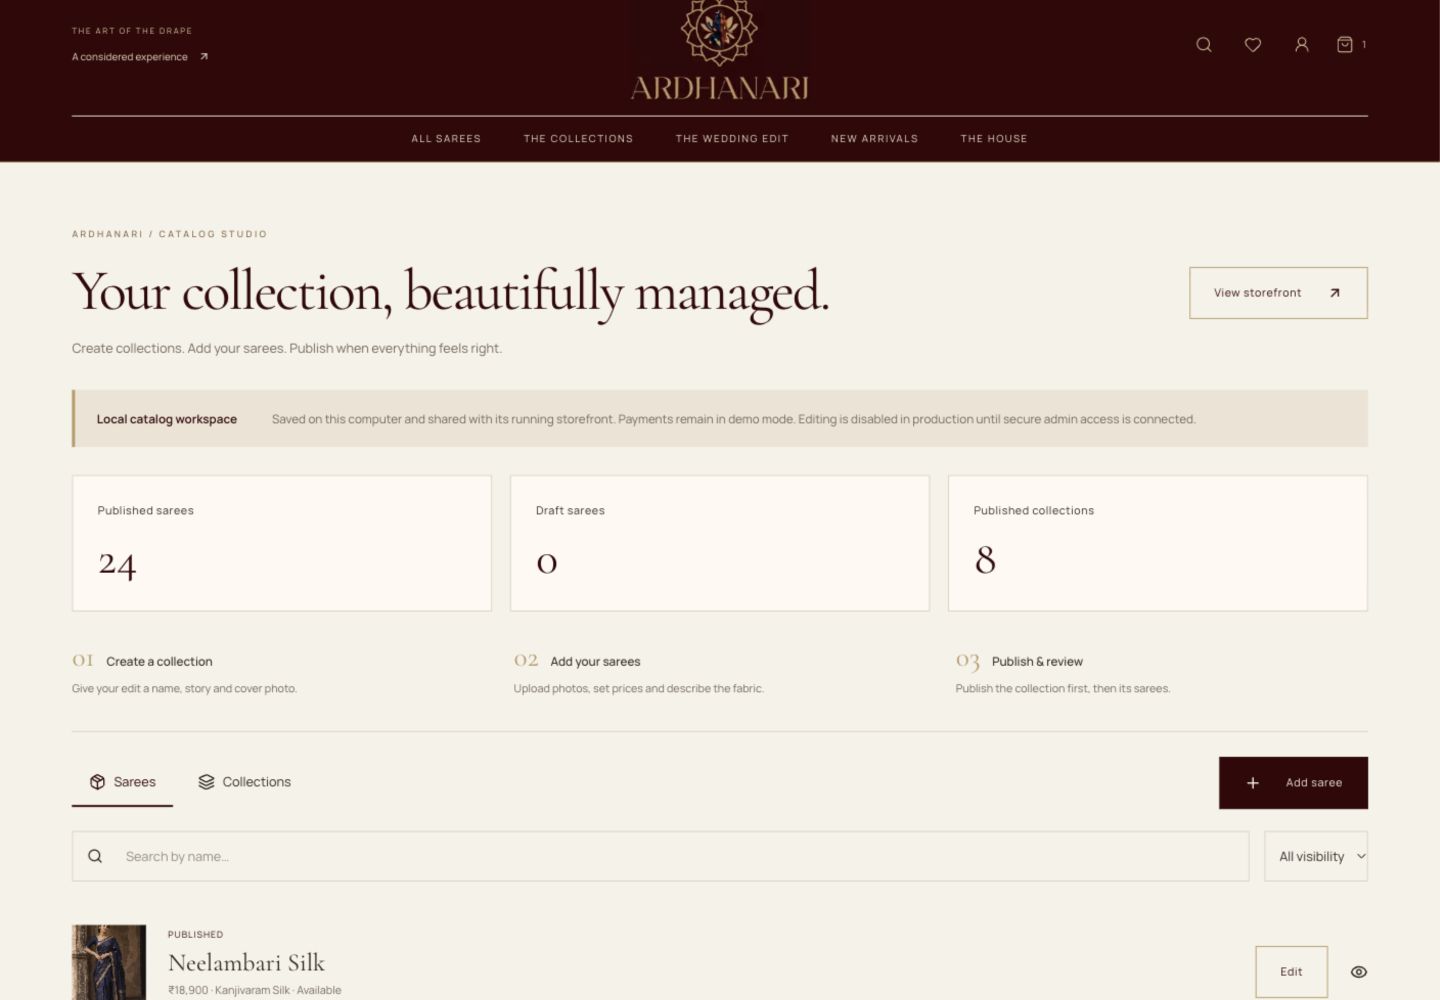 THE ART OF THE DRAPE
A considered experience
ARDHANARI
1
ALL SAREES THE COLLECTIONS THE WEDDING EDIT NEW ARRIVALS THE HOUSE
ARDHANARI / CATALOG STUDIO
Your collection, beautifully managed.
View storefront
Create collections. Add your sarees. Publish when everything feels right.
Local catalog workspace Saved on this computer and shared with its running storefront. Payments remain in demo mode. Editing is disabled in production until secure admin access is connected.
Published sarees
24
Draft sarees
0
Published collections
8
01 Create a collection
Give your edit a name, story and cover photo.
02 Add your sarees
Upload photos, set prices and describe the fabric.
03 Publish & review
Publish the collection first, then its sarees.
Sarees Collections
Add saree
Search by name...
All visibility
PUBLISHED
Neelambari Silk
₹18,900 · Kanjivaram Silk · Available
Edit